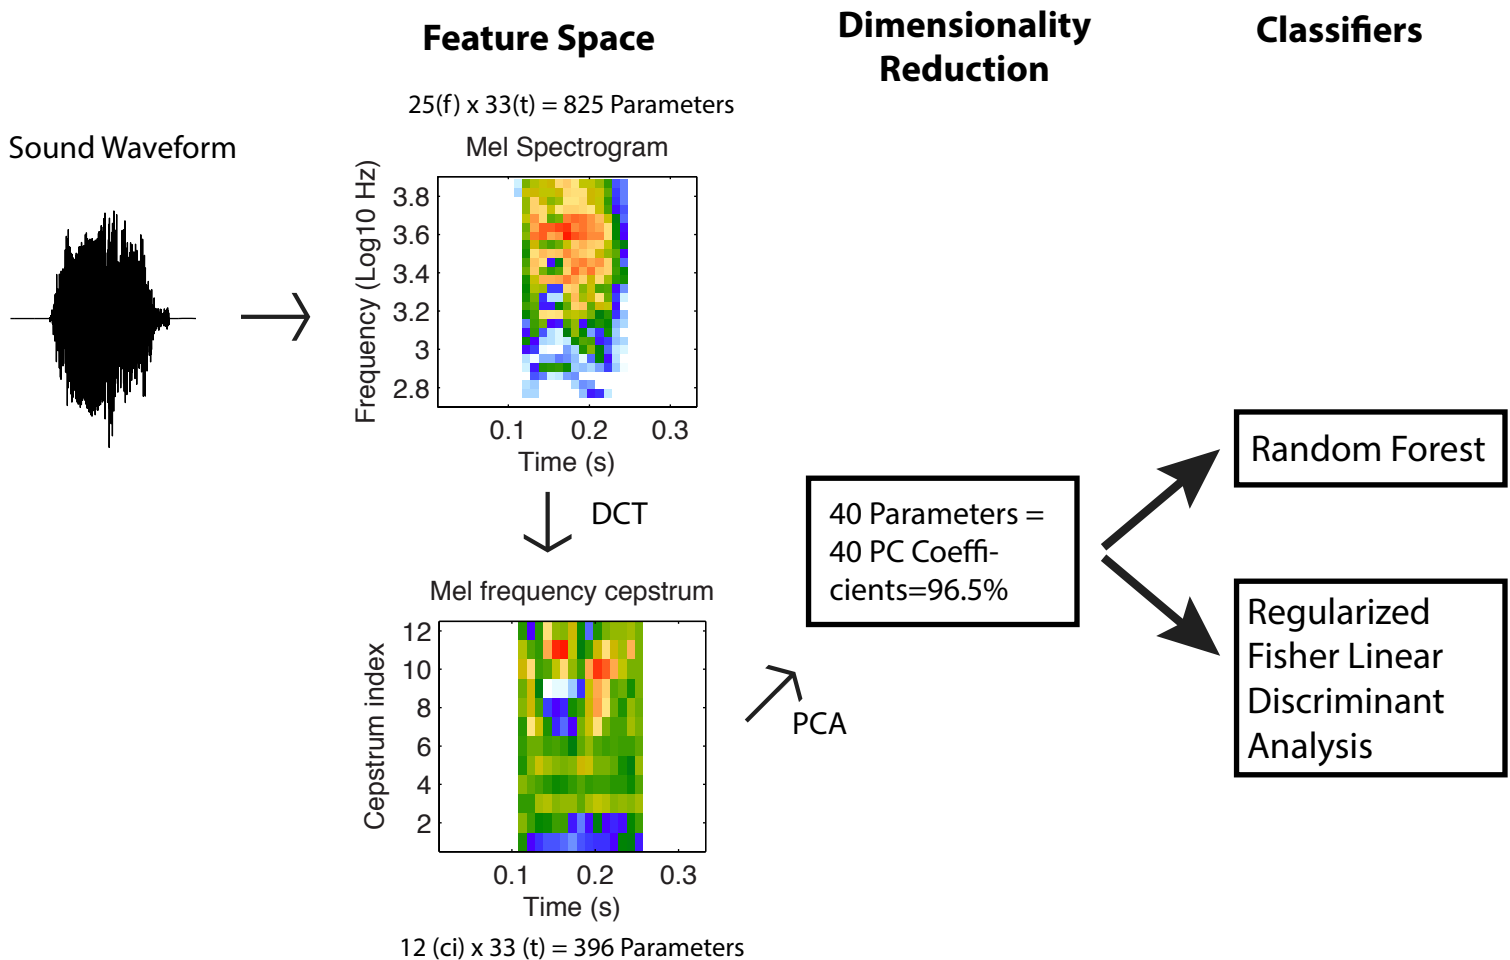 Feature Space
Dimensionality
Reduction
Classifiers
25(f) x 33(t) = 825 Parameters
Sound Waveform
Mel Spectrogram
Frequency (Log10 Hz)
3.8
3.6
3.4
3.2
3
2.8
0.1 0.2 0.3
Time (s)
DCT
Mel frequency cepstrum
Cepstrum index
12
10
8
6
4
2
0.1 0.2 0.3
Time (s)
12 (ci) x 33 (t) = 396 Parameters
PCA
40 Parameters =
40 PC Coeffi-
cients=96.5%
Random Forest
Regularized
Fisher Linear
Discriminant
Analysis